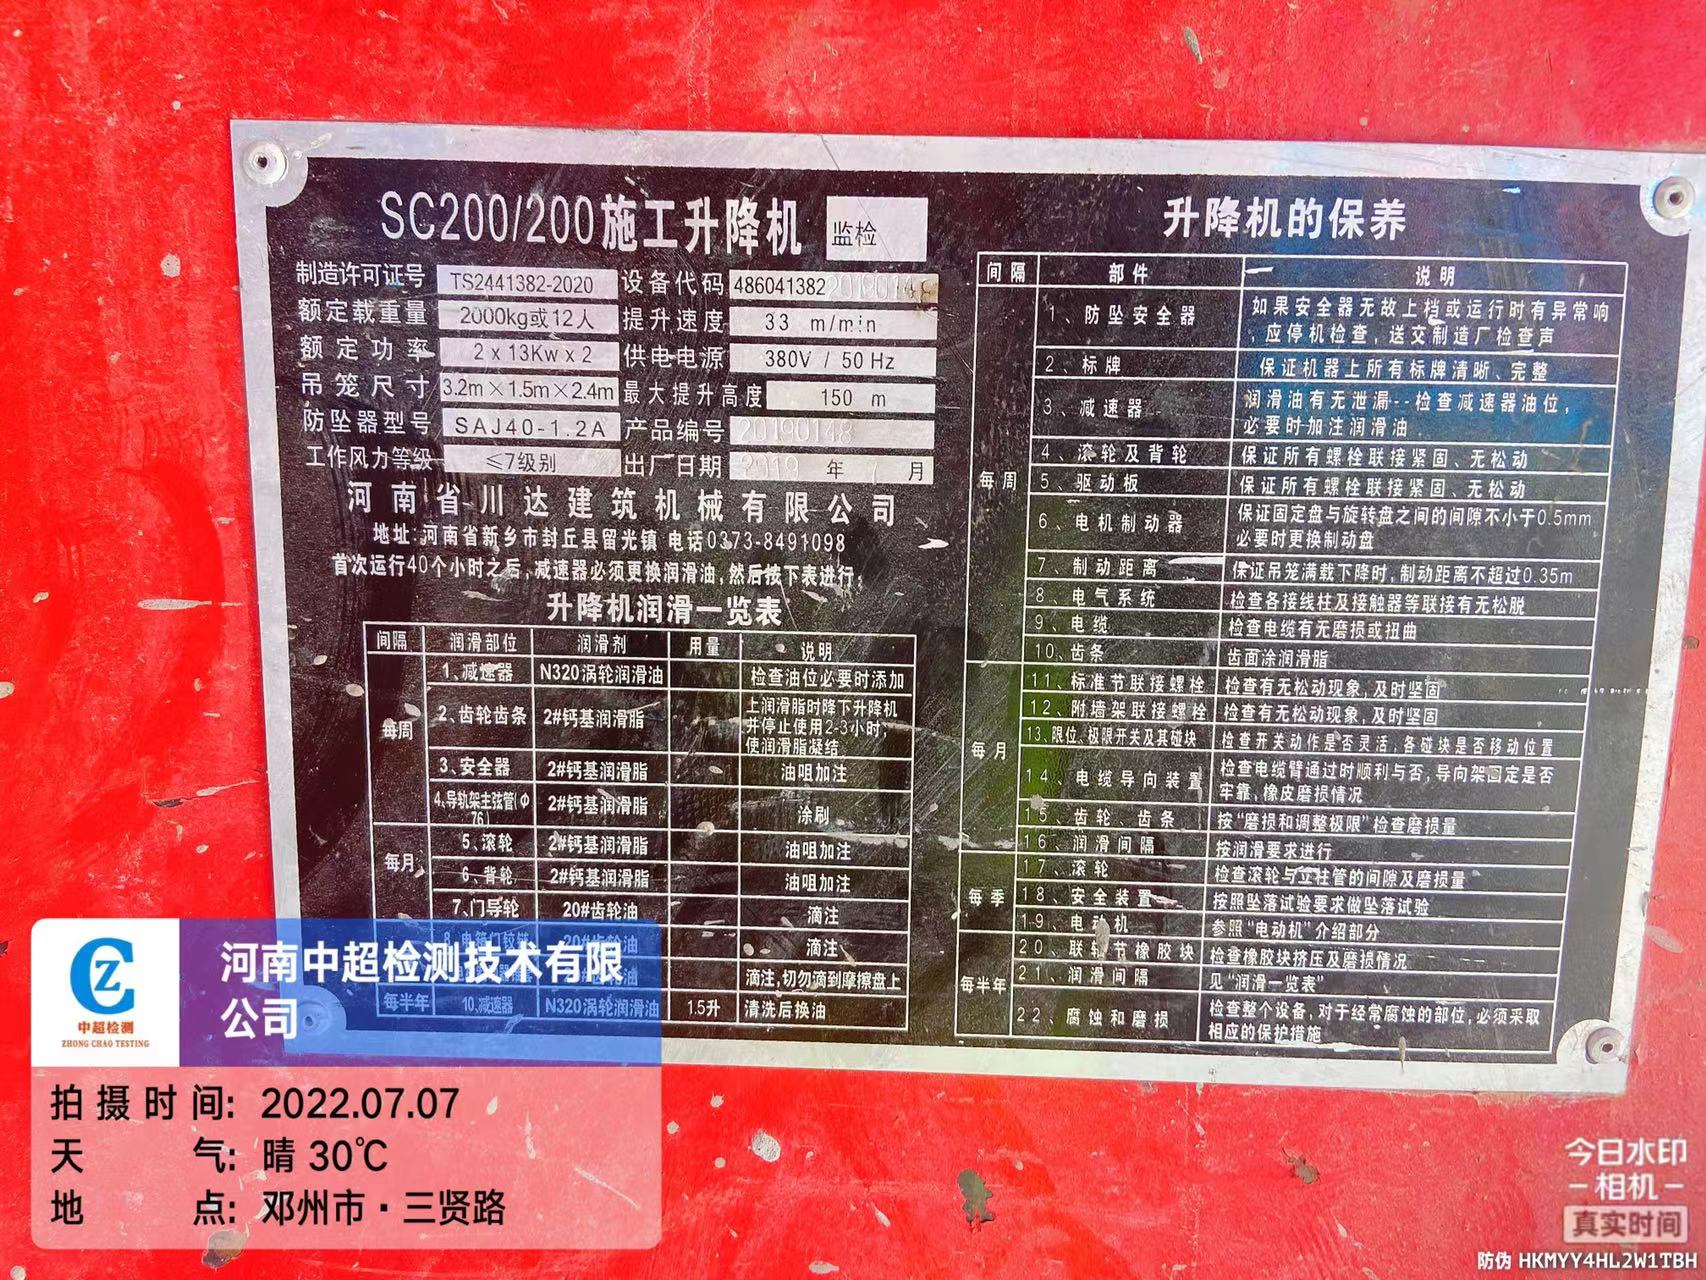 SC200/200施工升降机 监检
制造许可证号 TS2441382-2020 设备代码 486041382
额定载重量 2000kg或12人 提升速度 33 m/min
额定功率 2x13Kwx2 供电电源 380V / 50Hz
吊笼尺寸 3.2m×1.5m×2.4m 最大提升高度 150 m
防坠器型号 SAJ40-1.2A 产品编号 20190148
工作风力等级 ≤7级别 出厂日期 2019 年 月
河南省川达建筑机械有限公司
地址:河南省新乡市封丘县留光镇 电话0373-8491098
首次运行40个小时之后,减速器必须更换润滑油,然后按下表进行:
升降机润滑一览表
间隔 润滑部位 润滑剂 用量 说明
每周
1、减速器 N320涡轮润滑油 检查油位必要时添加
2、齿轮齿条 2#钙基润滑脂 上润滑脂时降下升降机
并停止使用2-3小时,
使润滑脂凝结
3、安全器 2#钙基润滑脂 油咀加注
4、导轨架主弦管(Φ
76) 2#钙基润滑脂 涂刷
每月
5、滚轮 2#钙基润滑脂 油咀加注
6、背轮 2#钙基润滑脂 油咀加注
7、门导轮 20#齿轮油 滴注
20#齿轮油 滴注
滴注,切勿滴到摩擦盘上
每半年 10、减速器 N320涡轮润滑油 1.5升 清洗后换油
升降机的保养
间隔 部件 说明
每周
1、防坠安全器 如果安全器无故上档或运行时有异常响
,应停机检查,送交制造厂检查声
2、标牌 保证机器上所有标牌清晰、完整
3、减速器 润滑油有无泄漏--检查减速器油位,
必要时加注润滑油
4、滚轮及背轮 保证所有螺栓联接紧固、无松动
5、驱动板 保证所有螺栓联接紧固、无松动
6、电机制动器 保证固定盘与旋转盘之间的间隙不小于0.5mm
必要时更换制动盘
7、制动距离 保证吊笼满载下降时,制动距离不超过0.35m
8、电气系统 检查各接线柱及接触器等联接有无松脱
9、电缆 检查电缆有无磨损或扭曲
10、齿条 齿面涂润滑脂
每月
11、标准节联接螺栓 检查有无松动现象,及时坚固
12、附墙架联接螺栓 检查有无松动现象,及时坚固
13、限位、极限开关及其碰块 检查开关动作是否灵活,各碰块是否移动位置
14、电缆导向装置 检查电缆臂通过时顺利与否,导向架固定是否
牢靠,橡皮磨损情况
15、齿轮、齿条 按"磨损和调整极限"检查磨损量
16、润滑间隔 按润滑要求进行
每季
17、滚轮 检查滚轮与立柱管的间隙及磨损量
18、安全装置 按照坠落试验要求做坠落试验
19、电动机 参照"电动机"介绍部分
每半年
20、联轴节橡胶块 检查橡胶块挤压及磨损情况
21、润滑间隔 见"润滑一览表"
22、腐蚀和磨损 检查整个设备,对于经常腐蚀的部位,必须采取
相应的保护措施
CZ
中超检测
ZHONG CHAO TESTING
河南中超检测技术有限
公司
拍摄时间: 2022.07.07
天气: 晴 30℃
地点: 邓州市·三贤路
今日水印
相机
真实时间
防伪 HKMYY4HL2W1TBH